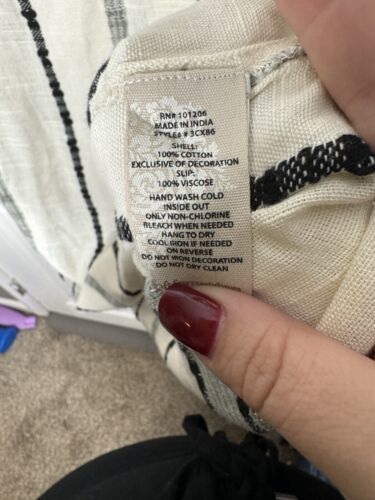 RN# 101206
MADE IN INDIA
STYLE# # 3CX86
SHELL:
100% COTTON
EXCLUSIVE OF DECORATION
SLIP:
100% VISCOSE
HAND WASH COLD
INSIDE OUT
ONLY NON-CHLORINE
BLEACH WHEN NEEDED
HANG TO DRY
COOL IRON IF NEEDED
ON REVERSE
DO NOT IRON DECORATION
DO NOT DRY CLEAN